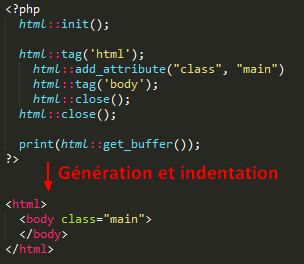 <?php
html::init();
html::tag('html');
html::add_attribute("class", "main")
html::tag('body');
html::close();
html::close();
print(html::get_buffer());
?>
Génération et indentation
<html>
<body class="main">
</body>
</html>